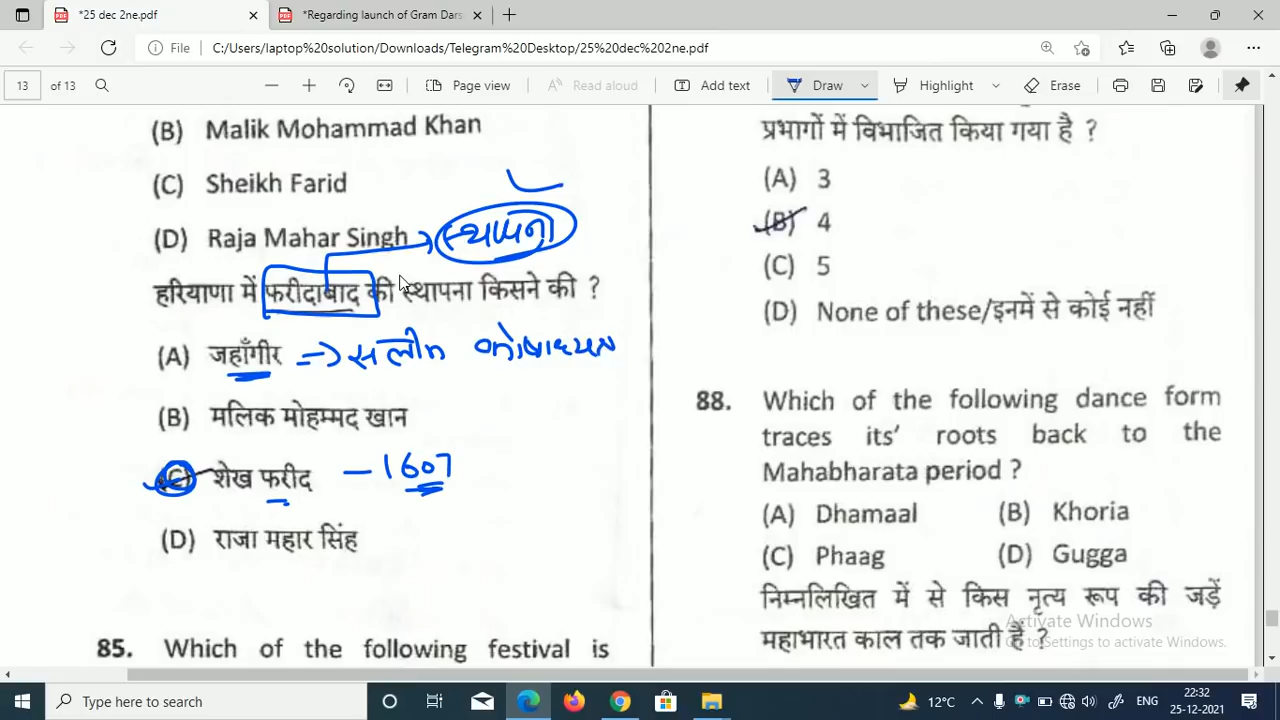 *25 dec 2ne.pdf
*Regarding launch of Gram Dars
File
C:/Users/laptop%20solution/Downloads/Telegram%20Desktop/25%20dec%202ne.pdf
13 of 13
Page view
Read aloud
Add text
Draw
Highlight
Erase
(B) Malik Mohammad Khan
(C) Sheikh Farid
(D) Raja Mahar Singh
स्थापना
हरियाणा में फरीदाबाद की स्थापना किसने की ?
(A) जहाँगीर => सलीम
(B) मलिक मोहम्मद खान
(C) शेख फरीद - 1607
(D) राजा महार सिंह
85. Which of the following festival is
प्रभागों में विभाजित किया गया है ?
(A) 3
(B) 4
(C) 5
(D) None of these/इनमें से कोई नहीं
88. Which of the following dance form
traces its' roots back to the
Mahabharata period ?
(A) Dhamaal (B) Khoria
(C) Phaag (D) Gugga
निम्नलिखित में से किस नृत्य रूप की जड़ें
महाभारत काल तक जाती है ?
Activate Windows
Go to Settings to activate Windows.
Type here to search
12°C
ENG
22:32
25-12-2021